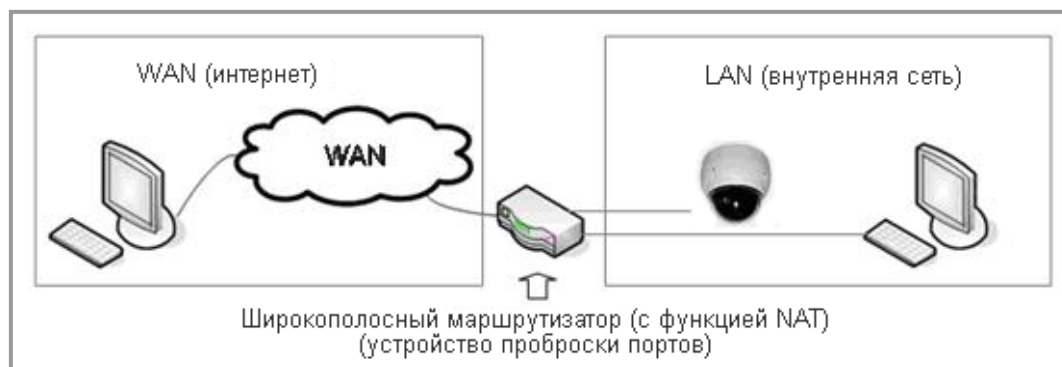 WAN (интернет)
LAN (внутренняя сеть)
WAN
Широкополосный маршрутизатор (с функцией NAT)
(устройство проброски портов)